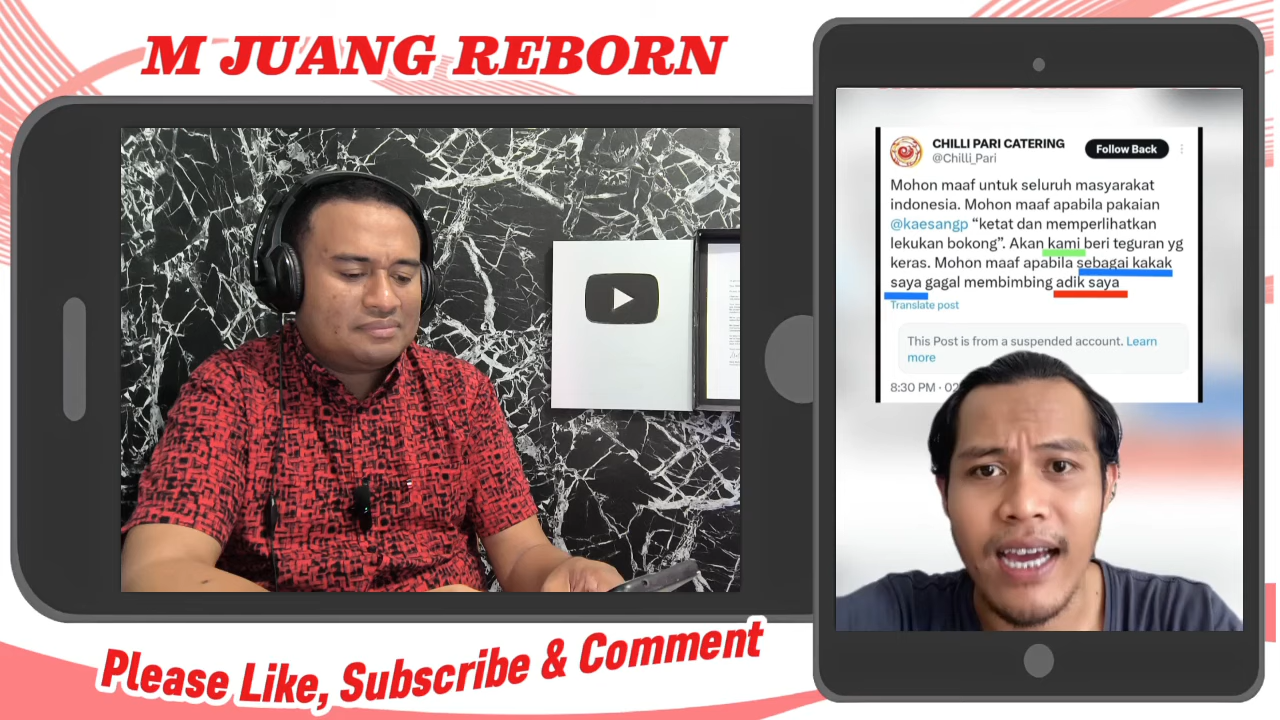 M JUANG REBORN
CHILLI PARI CATERING
@Chilli_Pari
Follow Back
Mohon maaf untuk seluruh masyarakat
indonesia. Mohon maaf apabila pakaian
@kaesangp “ketat dan memperlihatkan
lekukan bokong”. Akan kami beri teguran yg
keras. Mohon maaf apabila sebagai kakak
saya gagal membimbing adik saya
Translate post
This Post is from a suspended account. Learn
more
8:30 PM · 02
Please Like, Subscribe & Comment